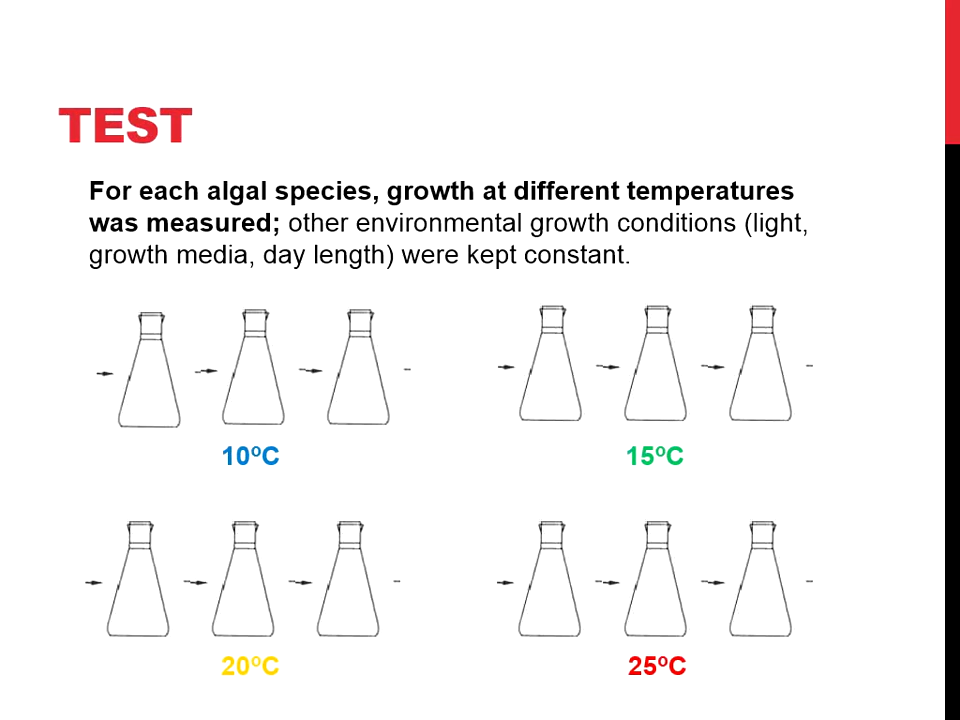 TEST
For each algal species, growth at different temperatures
was measured; other environmental growth conditions (light,
growth media, day length) were kept constant.
10ºC
15ºC
20ºC
25ºC